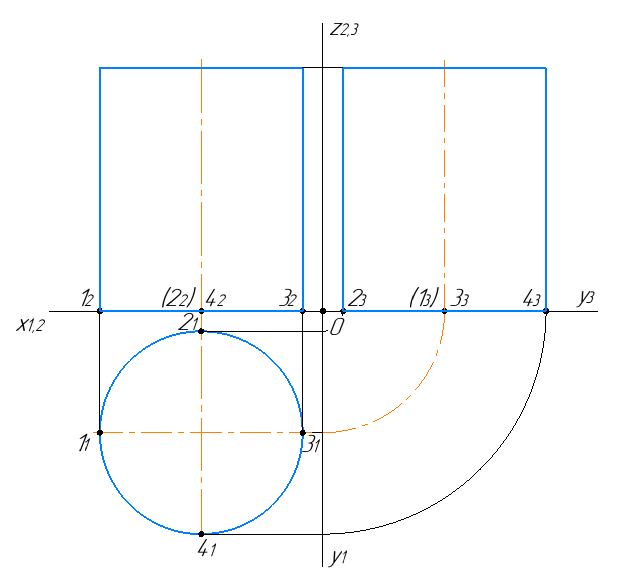 z2,3
12 (22) 42 32 23 (13) 33 43 y3
x1,2 21 0
11 31
41 y1